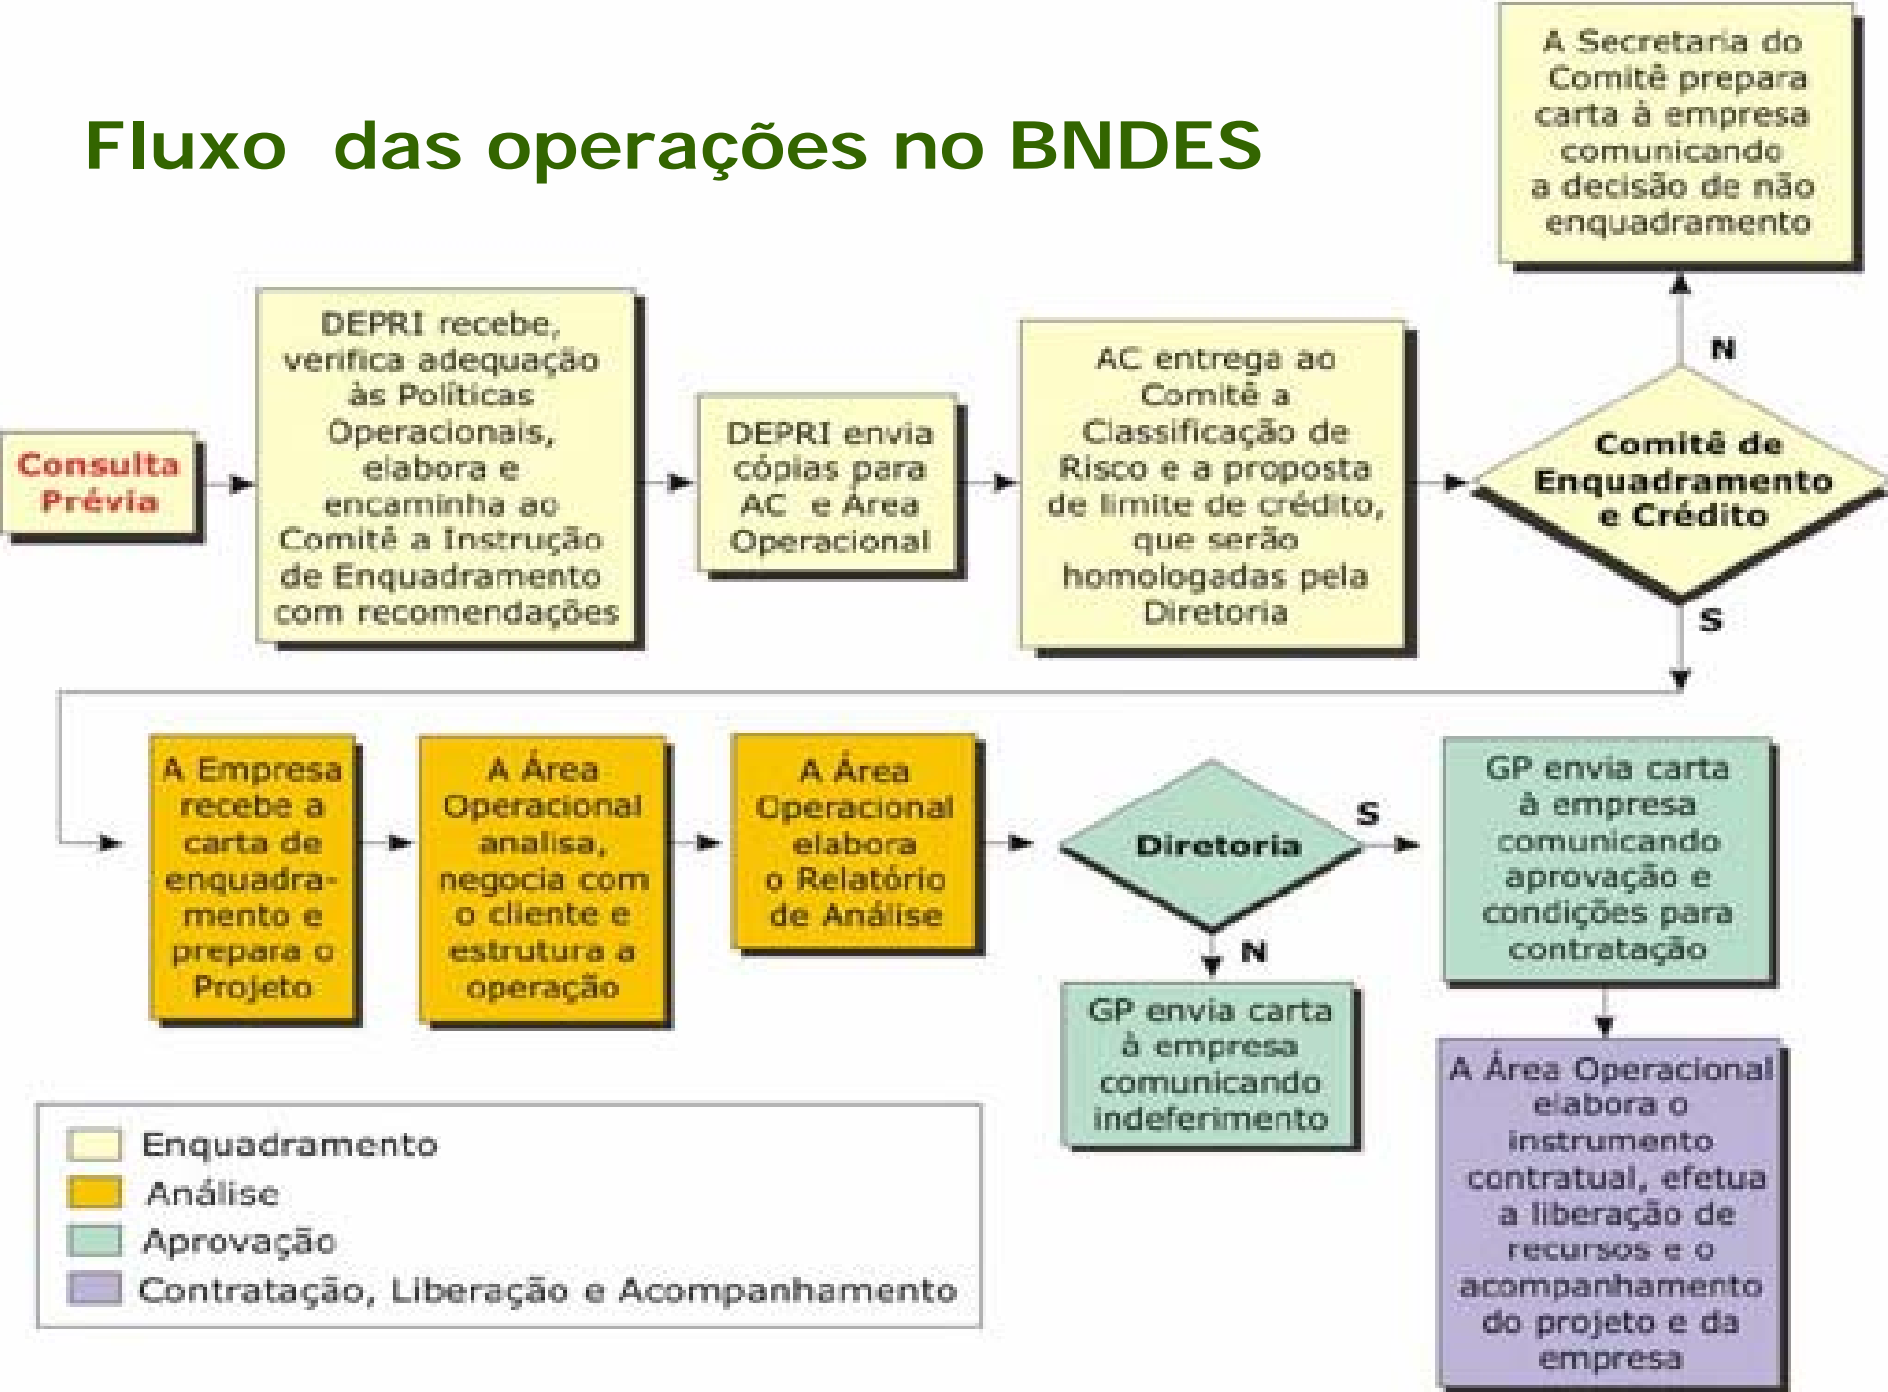 Fluxo das operações no BNDES
A Secretaria do
Comitê prepara
carta à empresa
comunicando
a decisão de não
enquadramento
Consulta
Prévia
DEPRI recebe,
verifica adequação
às Políticas
Operacionais,
elabora e
encaminha ao
Comitê a Instrução
de Enquadramento
com recomendações
DEPRI envia
cópias para
AC e Área
Operacional
AC entrega ao
Comitê a
Classificação de
Risco e a proposta
de limite de crédito,
que serão
homologadas pela
Diretoria
N
Comitê de
Enquadramento
e Crédito
S
A Empresa
recebe a
carta de
enquadra-
mento e
prepara o
Projeto
A Área
Operacional
analisa,
negocia com
o cliente e
estrutura a
operação
A Área
Operacional
elabora
o Relatório
de Análise
Diretoria
S
N
GP envia carta
à empresa
comunicando
aprovação e
condições para
contratação
GP envia carta
à empresa
comunicando
indeferimento
A Área Operacional
elabora o
instrumento
contratual, efetua
a liberação de
recursos e o
acompanhamento
do projeto e da
empresa
Enquadramento
Análise
Aprovação
Contratação, Liberação e Acompanhamento